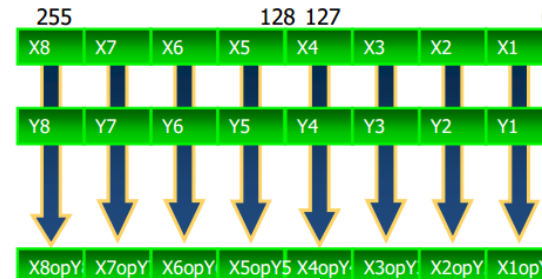 255 128 127
X8 X7 X6 X5 X4 X3 X2 X1
Y8 Y7 Y6 Y5 Y4 Y3 Y2 Y1
X8opY X7opY X6opY X5opY5 X4opY X3opY X2opY X1opY